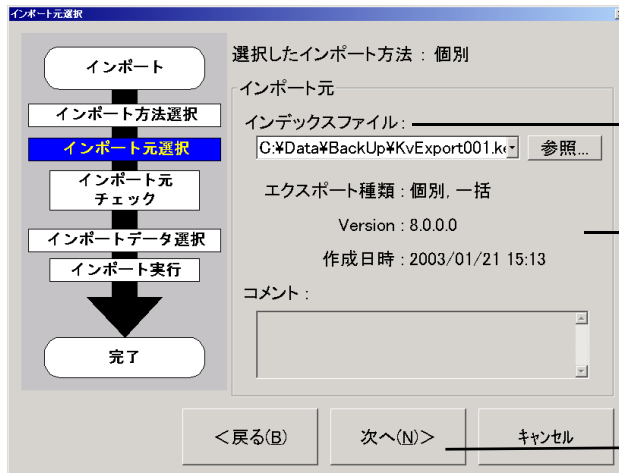 インポート元選択
インポート
インポート方法選択
インポート元選択
インポート元
チェック
インポートデータ選択
インポート実行
完了
選択したインポート方法 : 個別
インポート元
インデックスファイル :
C:¥Data¥BackUp¥KvExport001.ke
参照...
エクスポート種類 : 個別, 一括
Version : 8.0.0.0
作成日時 : 2003/01/21 15:13
コメント :
<戻る(B)
次へ(N)>
キャンセル